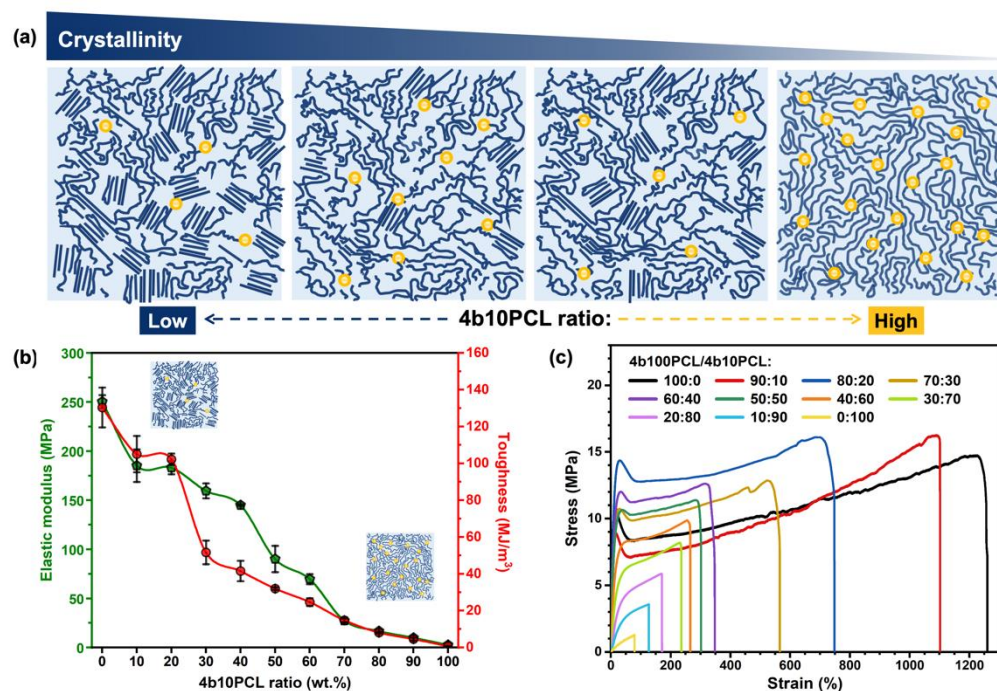 (a)
Crystallinity
Low
4b10PCL ratio:
High
(b)
300
250
200
150
100
50
0
Elastic modulus (MPa)
160
140
120
100
80
60
40
20
0
Toughness (MJ/m³)
0 10 20 30 40 50 60 70 80 90 100
4b10PCL ratio (wt.%)
(c)
4b100PCL/4b10PCL:
100:0 90:10 80:20 70:30
60:40 50:50 40:60 30:70
20:80 10:90 0:100
20
15
10
5
0
Stress (MPa)
0 200 400 600 800 1000 1200
Strain (%)